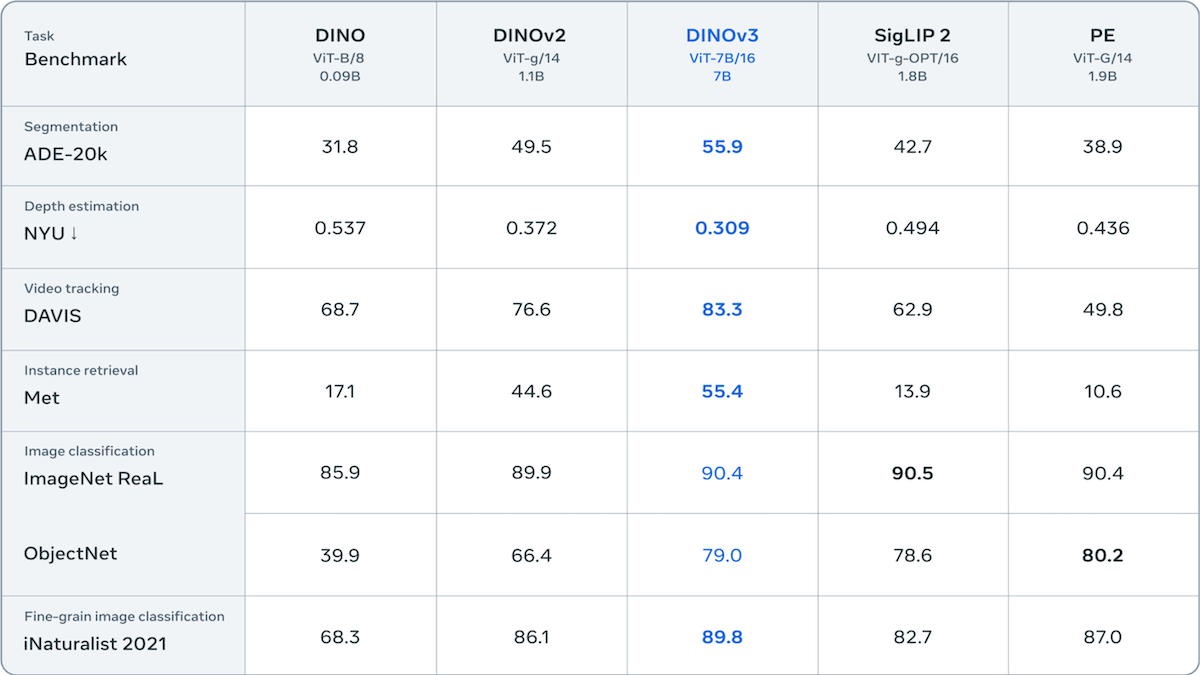 Task
Benchmark
DINO
ViT-B/8
0.09B
DINOv2
ViT-g/14
1.1B
DINOv3
ViT-7B/16
7B
SigLIP 2
VIT-g-OPT/16
1.8B
PE
ViT-G/14
1.9B
Segmentation
ADE-20k
31.8
49.5
55.9
42.7
38.9
Depth estimation
NYU ↓
0.537
0.372
0.309
0.494
0.436
Video tracking
DAVIS
68.7
76.6
83.3
62.9
49.8
Instance retrieval
Met
17.1
44.6
55.4
13.9
10.6
Image classification
ImageNet ReaL
85.9
89.9
90.4
90.5
90.4
ObjectNet
39.9
66.4
79.0
78.6
80.2
Fine-grain image classification
iNaturalist 2021
68.3
86.1
89.8
82.7
87.0